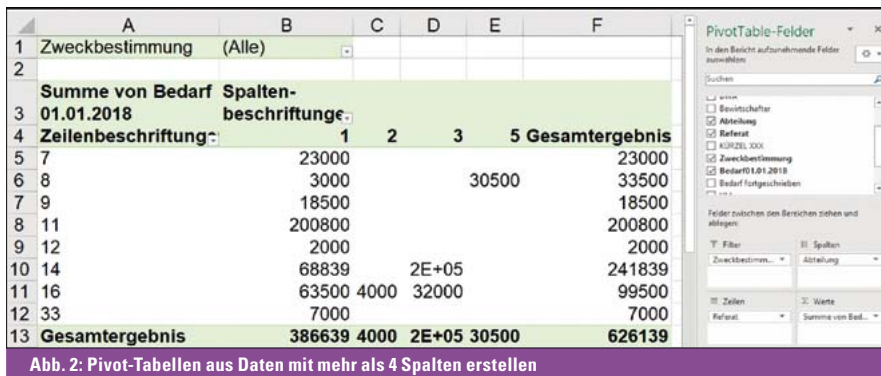 A B C D E F
1 Zweckbestimmung (Alle)
2
Summe von Bedarf Spalten-
3 01.01.2018 beschriftunge
4 Zeilenbeschriftung 1 2 3 5 Gesamtergebnis
5 7 23000 23000
6 8 3000 30500 33500
7 9 18500 18500
8 11 200800 200800
9 12 2000 2000
10 14 68839 2E+05 241839
11 16 63500 4000 32000 99500
12 33 7000 7000
13 Gesamtergebnis 386639 4000 2E+05 30500 626139
PivotTable-Felder
In den Bericht aufzunehmende Felder
auswählen:
Suchen
Bewirtschafter
Abteilung
Referat
KÜRZEL XXX
Zweckbestimmung
Bedarf01.01.2018
Bedarf fortgeschrieben
Felder zwischen den Bereichen ziehen und
ablegen:
Filter Spalten
Zweckbestimm... Abteilung
Zeilen Σ Werte
Referat Summe von Bed...
Abb. 2: Pivot-Tabellen aus Daten mit mehr als 4 Spalten erstellen